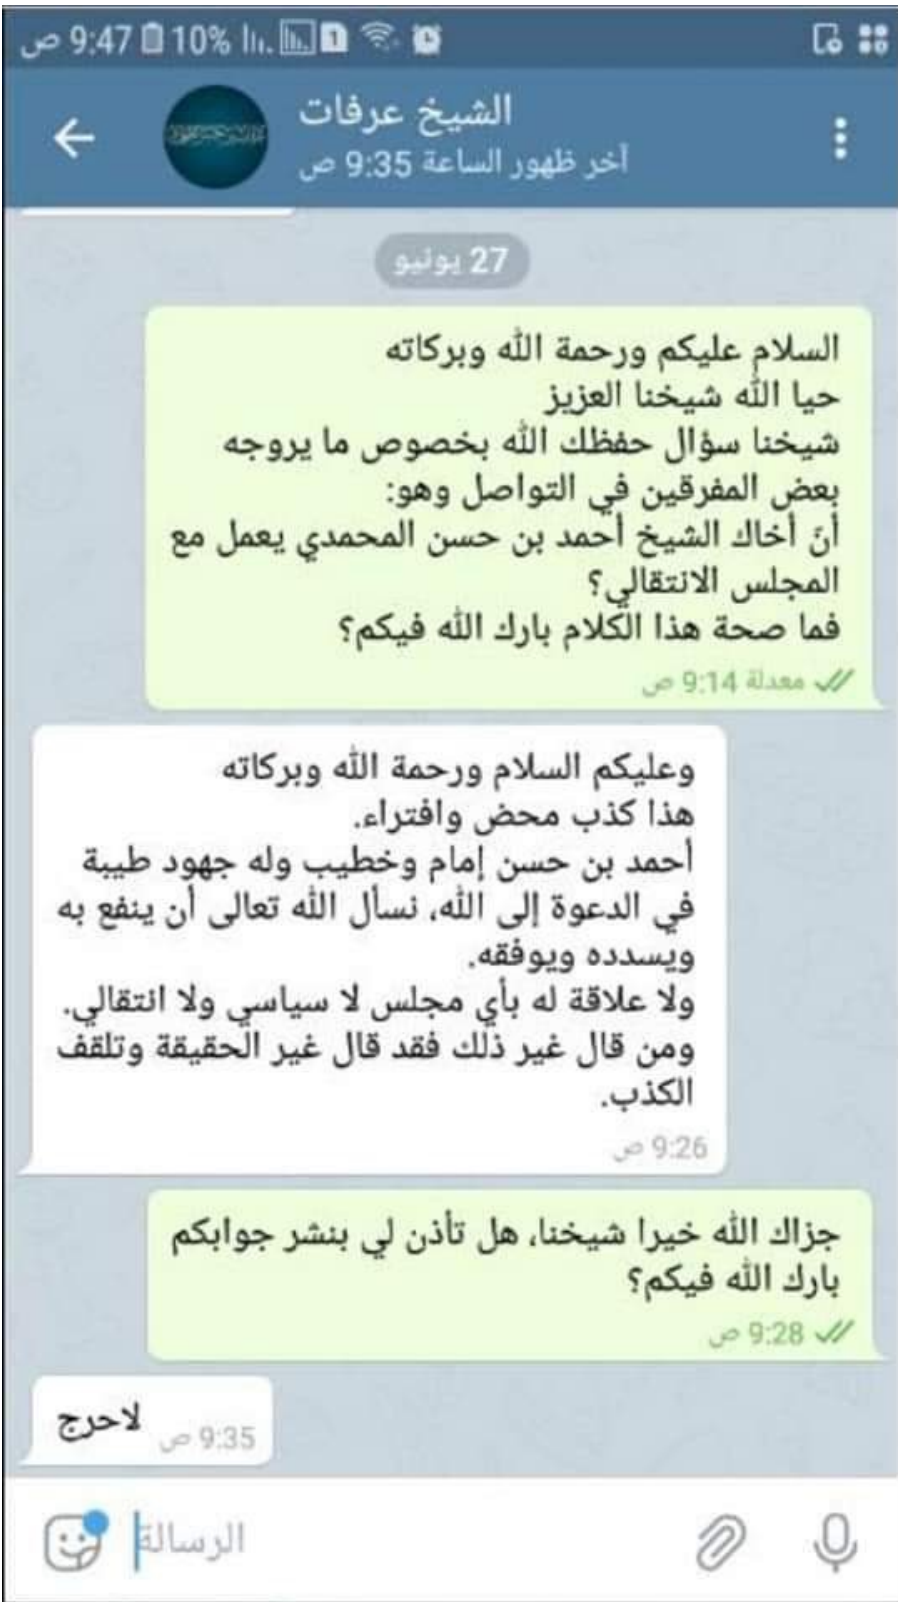 9:47 ص 10%
الشيخ عرفات
آخر ظهور الساعة 9:35 ص
27 يونيو
السلام عليكم ورحمة الله وبركاته
حيا الله شيخنا العزيز
شيخنا سؤال حفظك الله بخصوص ما يروجه
بعض المفرقين في التواصل وهو:
أنّ أخاك الشيخ أحمد بن حسن المحمدي يعمل مع
المجلس الانتقالي؟
فما صحة هذا الكلام بارك الله فيكم؟
معدلة 9:14 ص
وعليكم السلام ورحمة الله وبركاته
هذا كذب محض وافتراء.
أحمد بن حسن إمام وخطيب وله جهود طيبة
في الدعوة إلى الله، نسأل الله تعالى أن ينفع به
ويسدده ويوفقه.
ولا علاقة له بأي مجلس لا سياسي ولا انتقالي.
ومن قال غير ذلك فقد قال غير الحقيقة وتلقف
الكذب.
9:26 ص
جزاك الله خيرا شيخنا، هل تأذن لي بنشر جوابكم
بارك الله فيكم؟
9:28 ص
لاحرج
9:35 ص
الرسالة